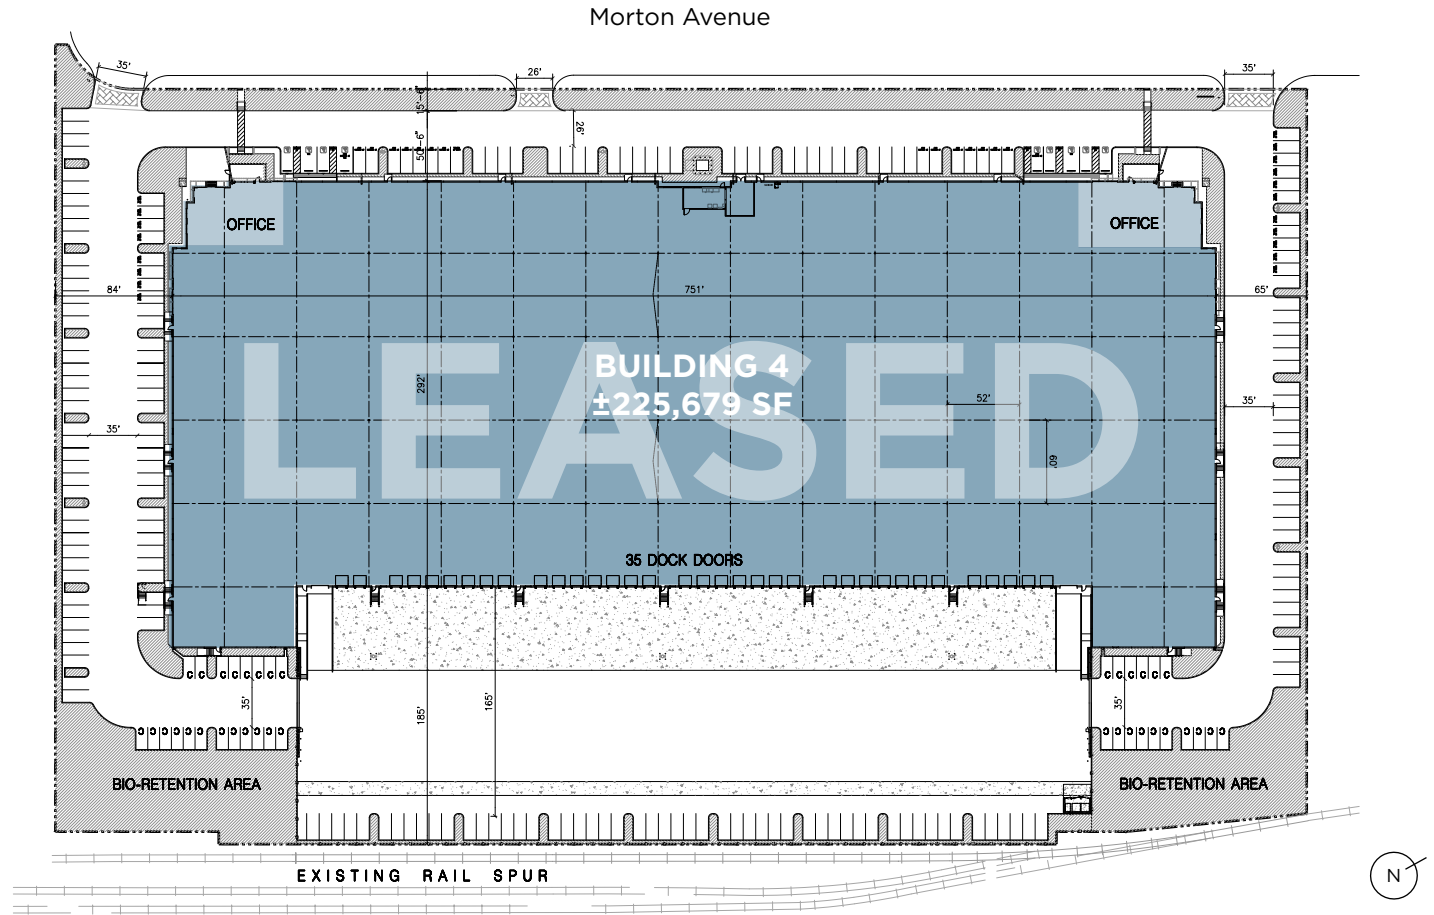 Morton Avenue
35'
26'
35'
15'-6"
50'-6"
26'
OFFICE
OFFICE
84'
751'
65'
LEASED
BUILDING 4
±225,679 SF
292'
52'
35'
35'
60'
35 DOCK DOORS
35'
185'
165'
35'
BIO-RETENTION AREA
BIO-RETENTION AREA
EXISTING RAIL SPUR
N